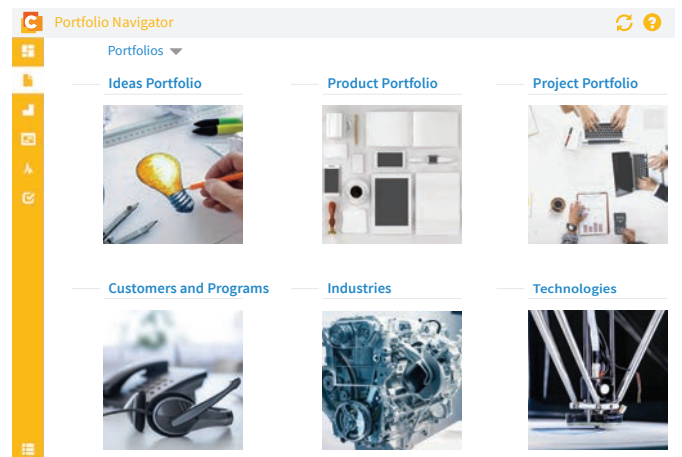 C Portfolio Navigator ?
Portfolios
Ideas Portfolio Product Portfolio Project Portfolio
Customers and Programs Industries Technologies